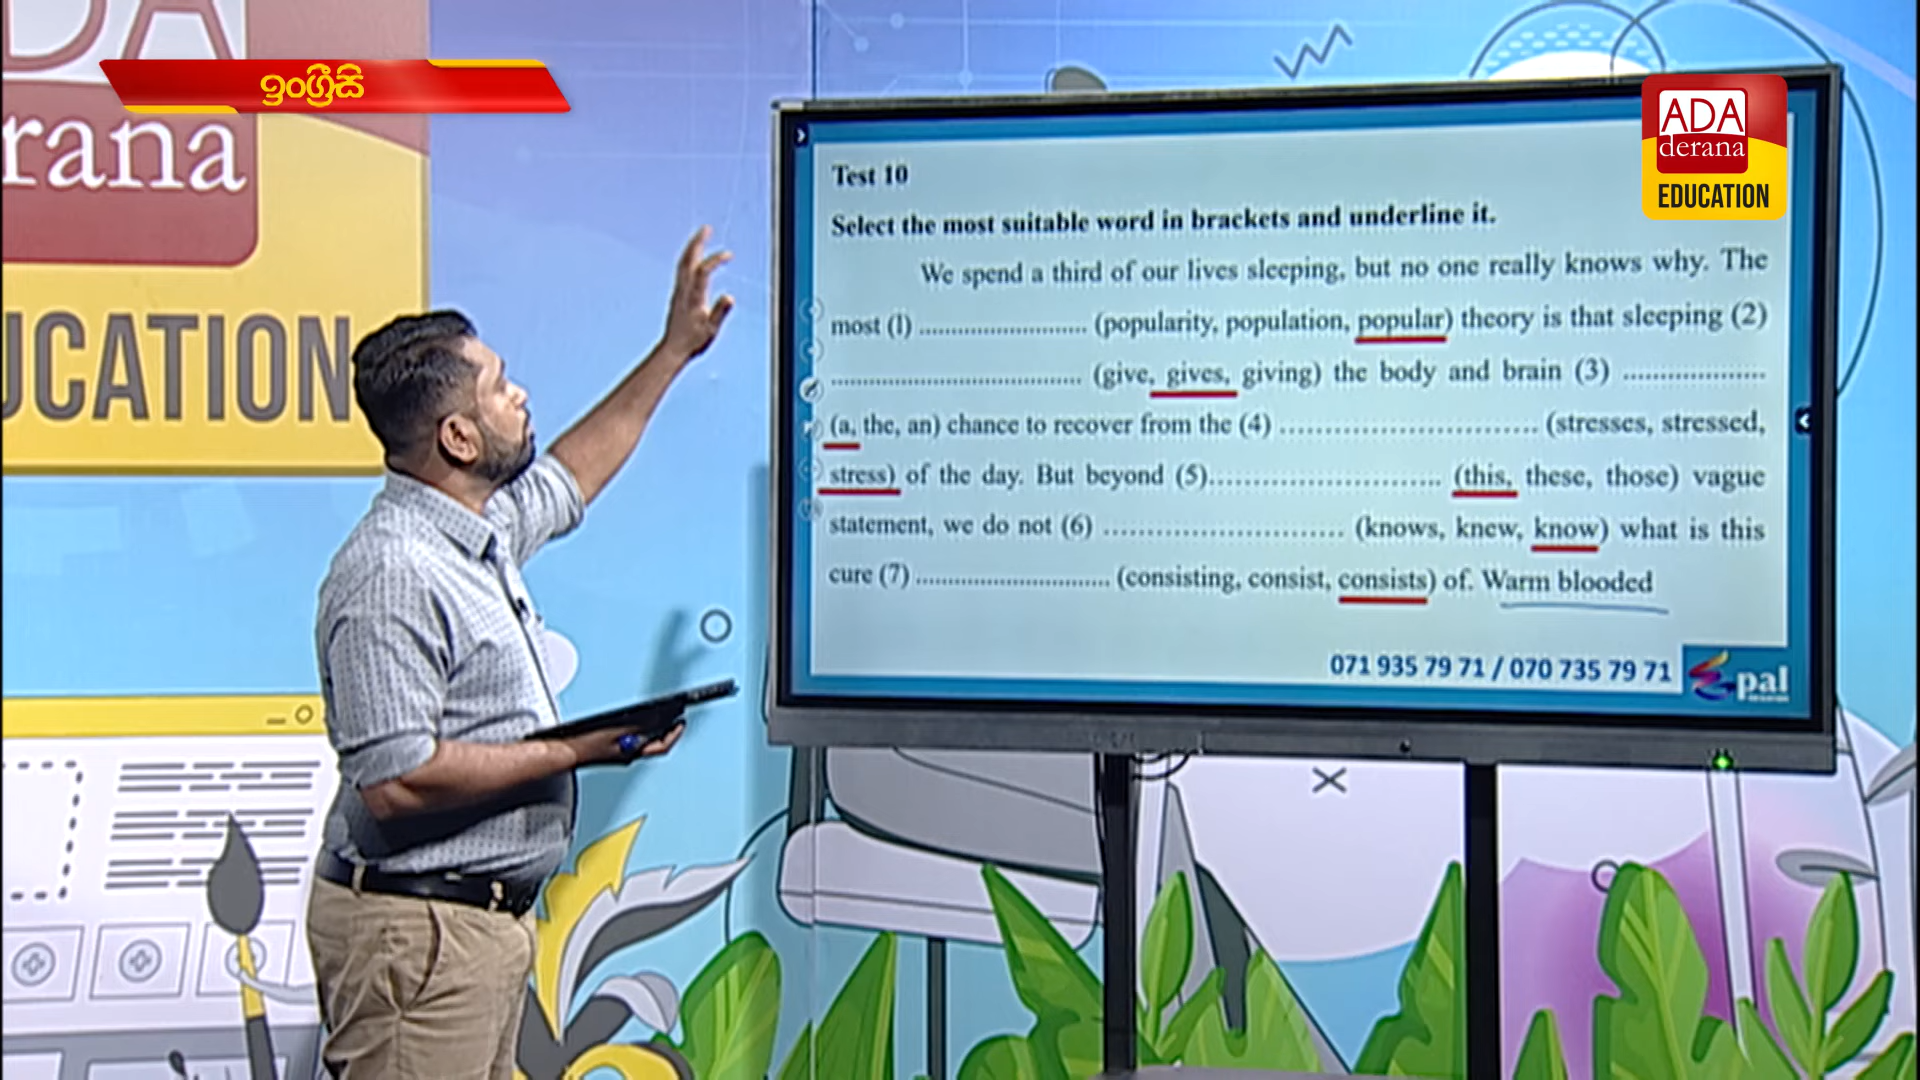 DA
rana
UCATION
ඉංග්‍රීසි
ADA
derana
EDUCATION
Test 10
Select the most suitable word in brackets and underline it.
We spend a third of our lives sleeping, but no one really knows why. The
most (1) ............................ (popularity, population, popular) theory is that sleeping (2)
.......................................... (give, gives, giving) the body and brain (3) ........................
(a, the, an) chance to recover from the (4) ........................................... (stresses, stressed,
stress) of the day. But beyond (5)....................................... (this, these, those) vague
statement, we do not (6) ........................................ (knows, knew, know) what is this
cure (7) ................................ (consisting, consist, consists) of. Warm blooded
071 935 79 71 / 070 735 79 71
pal